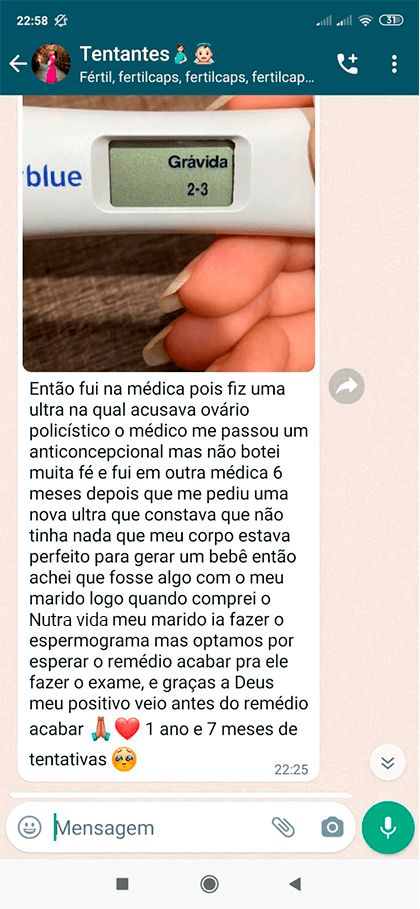 22:58
31
Tentantes
Fértil, fertilcaps, fertilcaps, fertilcap...
blue
Grávida
2-3
Então fui na médica pois fiz uma
ultra na qual acusava ovário
policístico o médico me passou um
anticoncepcional mas não botei
muita fé e fui em outra médica 6
meses depois que me pediu uma
nova ultra que constava que não
tinha nada que meu corpo estava
perfeito para gerar um bebê então
achei que fosse algo com o meu
marido logo quando comprei o
Nutra vida meu marido ia fazer o
espermograma mas optamos por
esperar o remédio acabar pra ele
fazer o exame, e graças a Deus
meu positivo veio antes do remédio
acabar 🙏🏽❤️ 1 ano e 7 meses de
tentativas 🥹
22:25
Mensagem